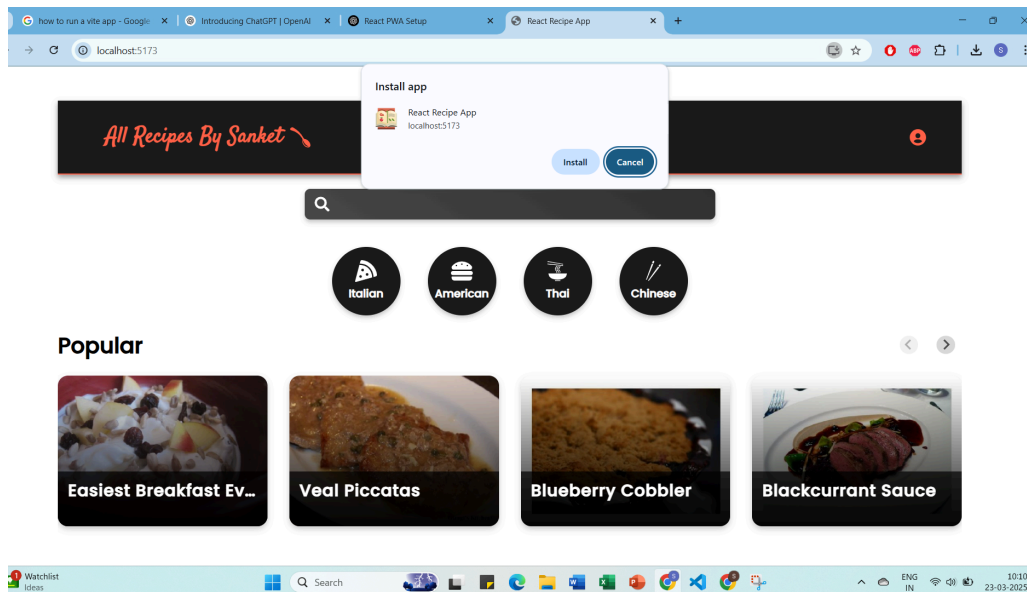 how to run a vite app - Google
Introducing ChatGPT | OpenAI
React PWA Setup
React Recipe App
localhost:5173
ABP
S
Install app
React Recipe App
localhost:5173
Install
Cancel
All Recipes By Sanket
Italian
American
Thai
Chinese
Popular
Easiest Breakfast Ev...
Veal Piccatas
Blueberry Cobbler
Blackcurrant Sauce
1
Watchlist
Ideas
Search
ENG
IN
10:10
23-03-2025